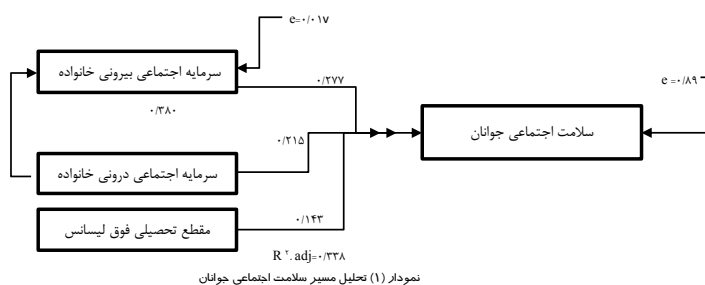 e=۰/۰۱۷
سرمایه اجتماعی بیرونی خانواده
۰/۲۷۷
e =۰/۸۹
۰/۳۸۰
سلامت اجتماعی جوانان
۰/۲۱۵
سرمایه اجتماعی درونی خانواده
۰/۱۴۳
مقطع تحصیلی فوق لیسانس
R ۲. adj=۰/۳۳۸
نمودار (۱) تحلیل مسیر سلامت اجتماعی جوانان